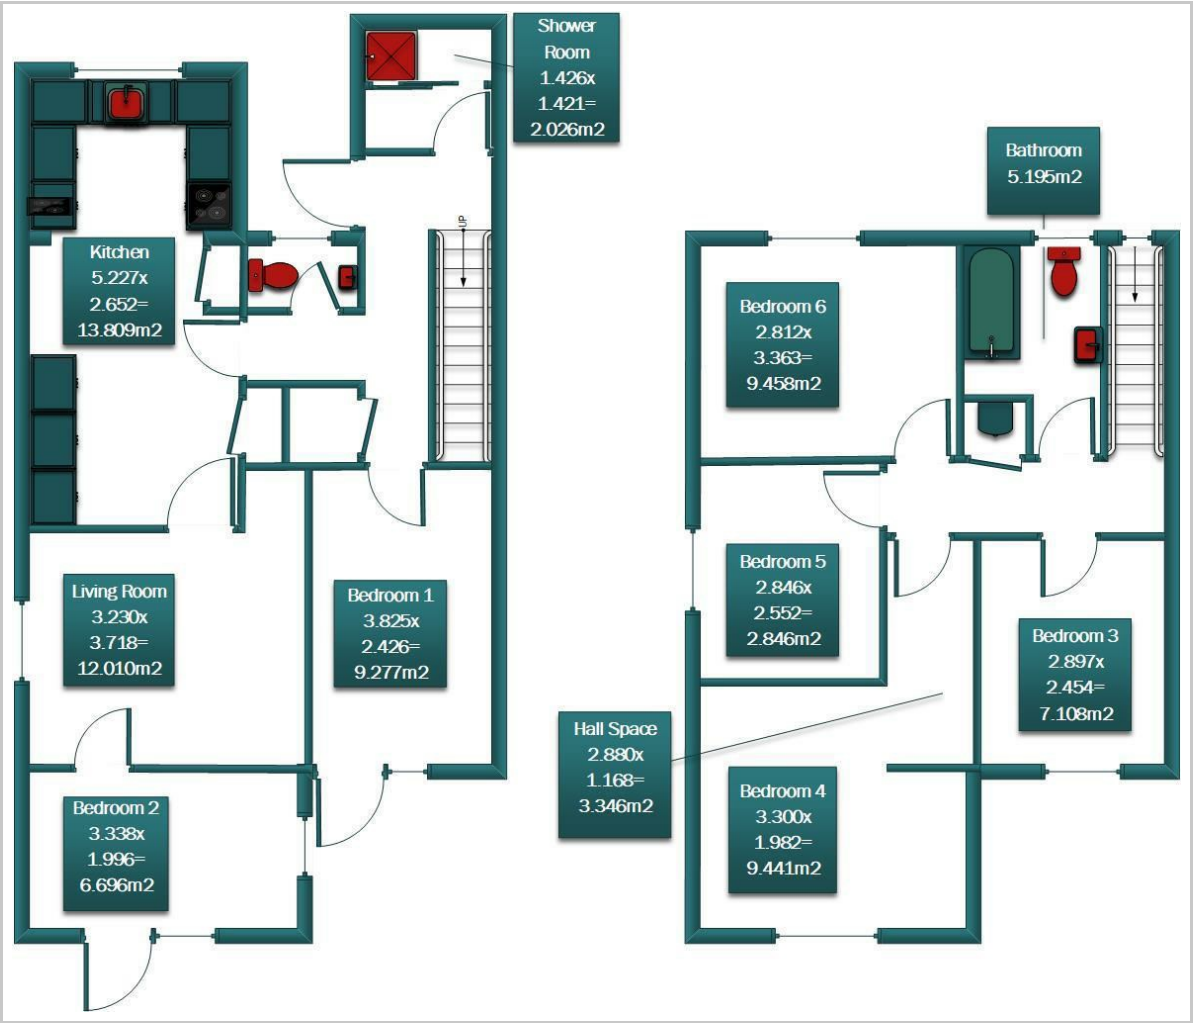 Shower
Room
1.426x
1.421=
2.026m2
UP
Kitchen
5.227x
2.652=
13.809m2
Living Room
3.230x
3.718=
12.010m2
Bedroom 1
3.825x
2.426=
9.277m2
Bedroom 2
3.338x
1.996=
6.696m2
Bathroom
5.195m2
Bedroom 6
2.812x
3.363=
9.458m2
Bedroom 5
2.846x
2.552=
2.846m2
Bedroom 3
2.897x
2.454=
7.108m2
Hall Space
2.880x
1.168=
3.346m2
Bedroom 4
3.300x
1.982=
9.441m2